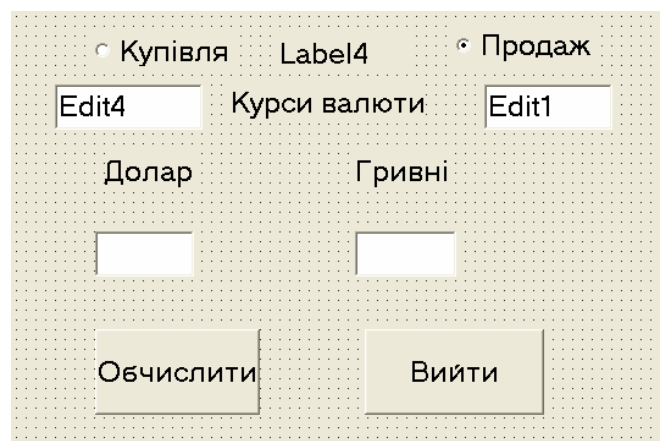 Купівля Label4 Продаж
Edit4 Курси валюти Edit1
Долар Гривні
Обчислити Вийти